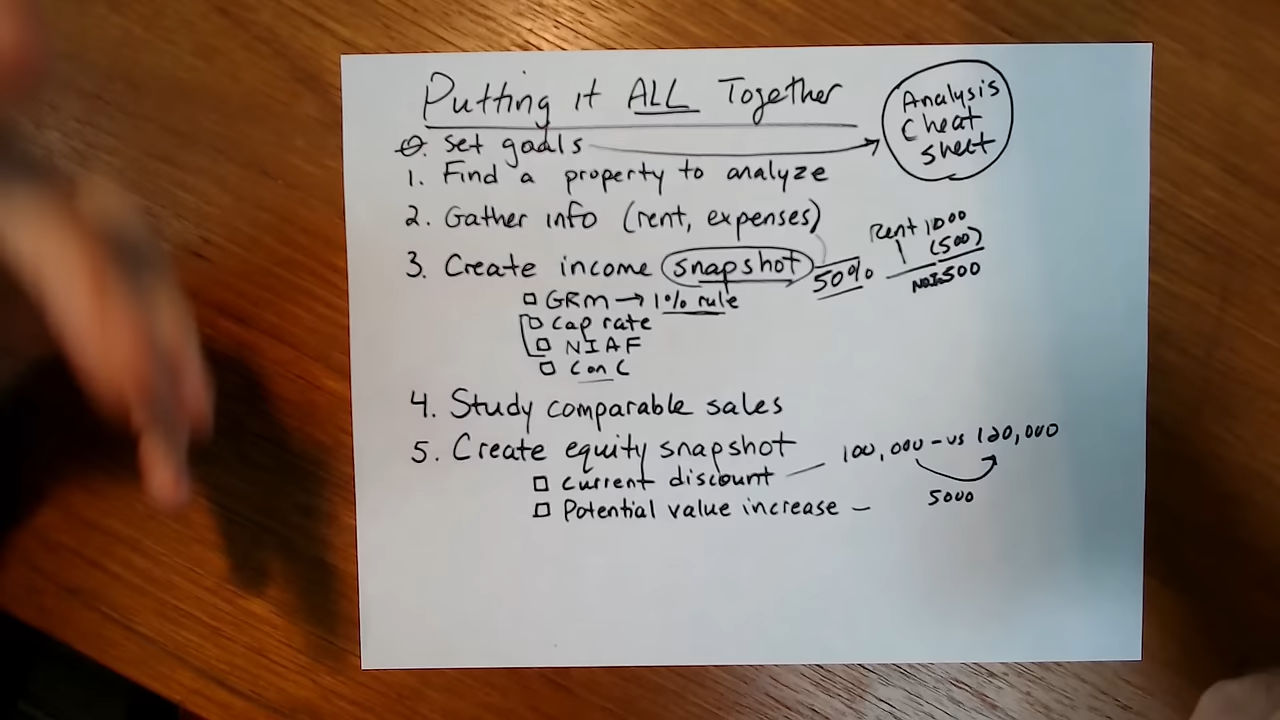 Putting it ALL Together
Analysis
Cheat
Sheet
0. Set goals
1. Find a property to analyze
2. Gather info (rent, expenses)
Rent 1000
(500)
N.O.I. 500
3. Create income snapshot 50%
GRM → 1% rule
Cap rate
NIAF
Con C
4. Study comparable sales
5. Create equity snapshot
100,000 - vs 120,000
5000
Current discount
Potential value increase -